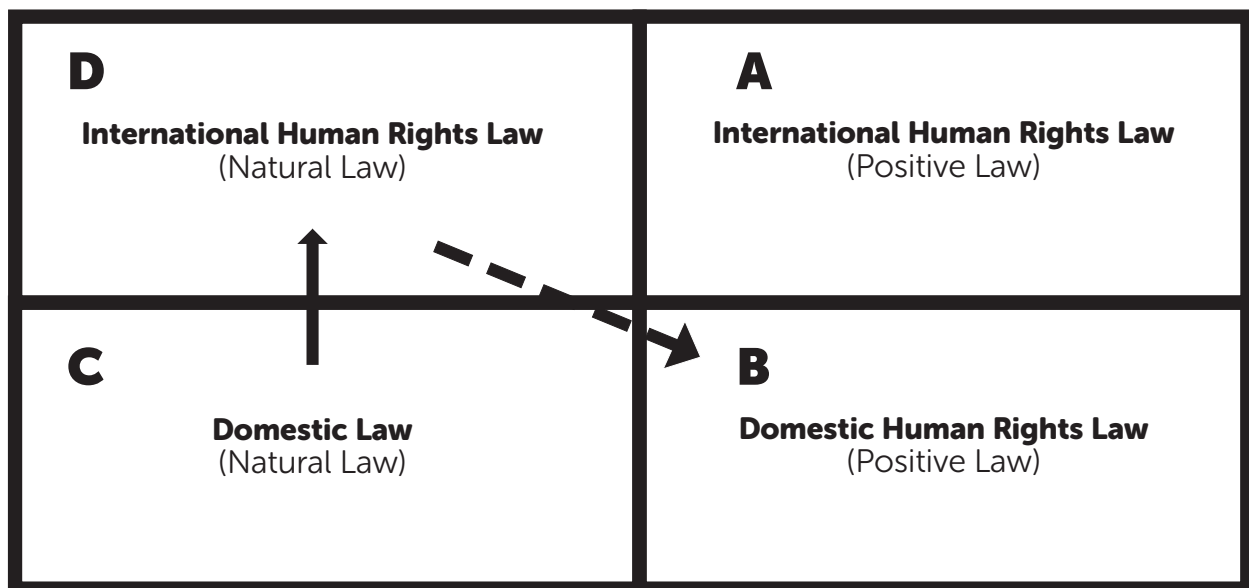 D
International Human Rights Law
(Natural Law)
A
International Human Rights Law
(Positive Law)
C
Domestic Law
(Natural Law)
B
Domestic Human Rights Law
(Positive Law)